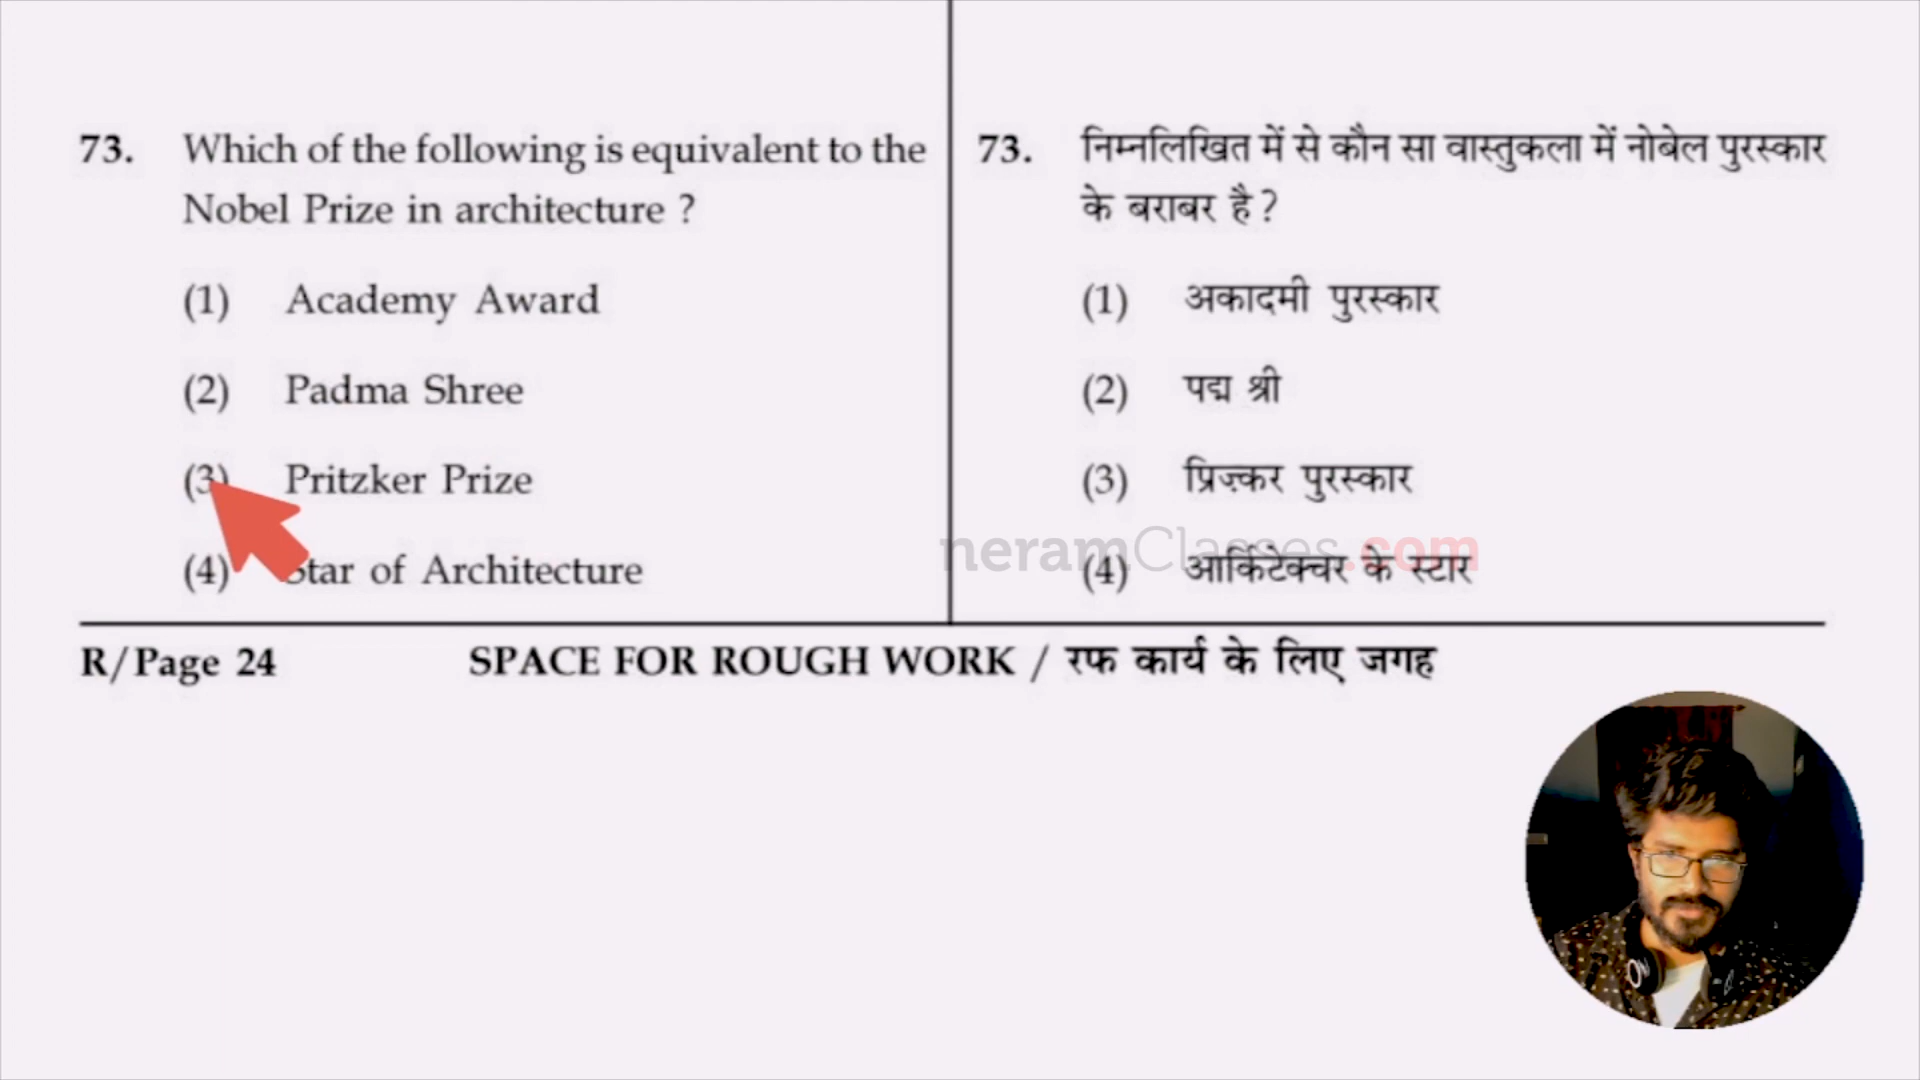 73. Which of the following is equivalent to the
Nobel Prize in architecture ?
(1) Academy Award
(2) Padma Shree
(3) Pritzker Prize
(4) Star of Architecture
73. निम्नलिखित में से कौन सा वास्तुकला में नोबेल पुरस्कार
के बराबर है ?
(1) अकादमी पुरस्कार
(2) पद्म श्री
(3) प्रिज़्कर पुरस्कार
(4) आर्किटेक्चर के स्टार
neramClasses.com
R/Page 24 SPACE FOR ROUGH WORK / रफ कार्य के लिए जगह